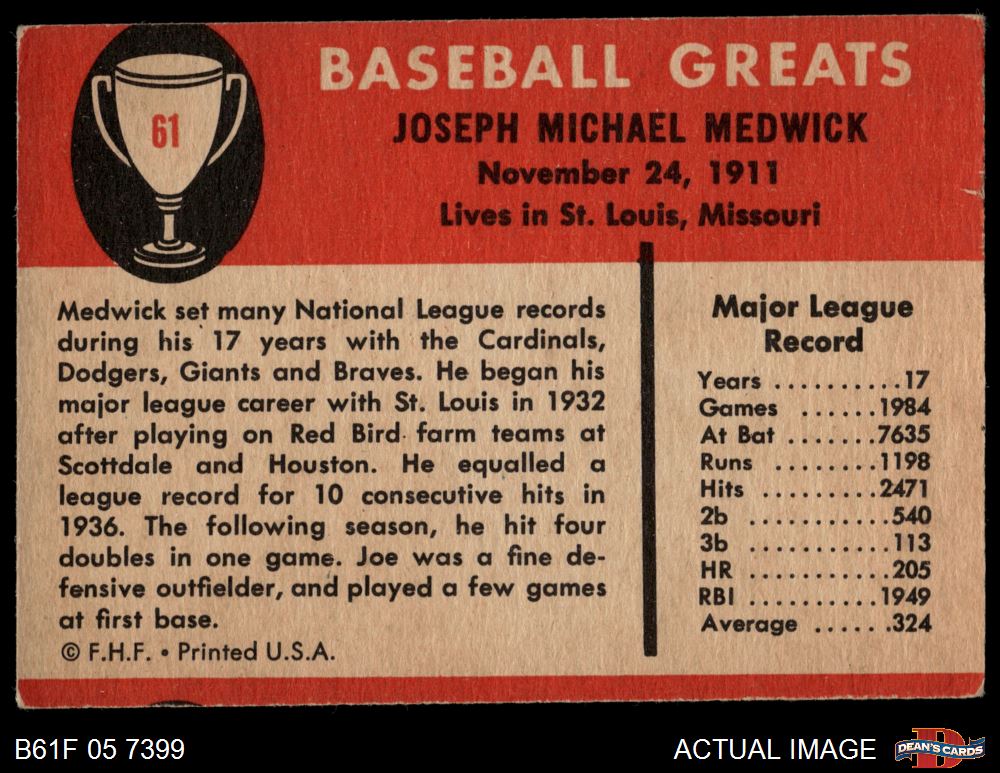 61
BASEBALL GREATS
JOSEPH MICHAEL MEDWICK
November 24, 1911
Lives in St. Louis, Missouri
Medwick set many National League records
during his 17 years with the Cardinals,
Dodgers, Giants and Braves. He began his
major league career with St. Louis in 1932
after playing on Red Bird farm teams at
Scottdale and Houston. He equalled a
league record for 10 consecutive hits in
1936. The following season, he hit four
doubles in one game. Joe was a fine de-
fensive outfielder, and played a few games
at first base.
© F.H.F. • Printed U.S.A.
Major League
Record
Years ..........17
Games ......1984
At Bat .......7635
Runs ........1198
Hits .........2471
2b ...........540
3b ...........113
HR ...........205
RBI ..........1949
Average ......324
B61F 05 7399
ACTUAL IMAGE
D
DEAN'S CARDS